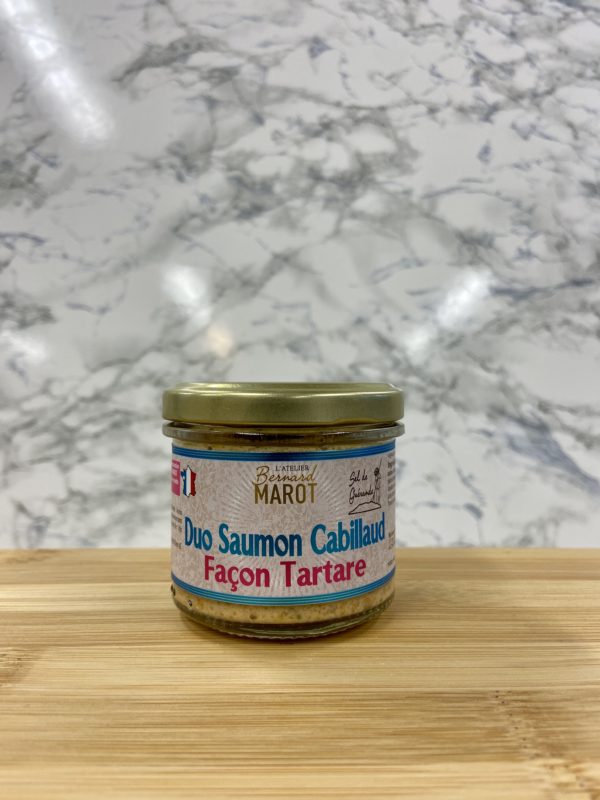 L'ATELIER
Bernard
MAROT
Sel de
Guérande
Duo Saumon Cabillaud
Façon Tartare